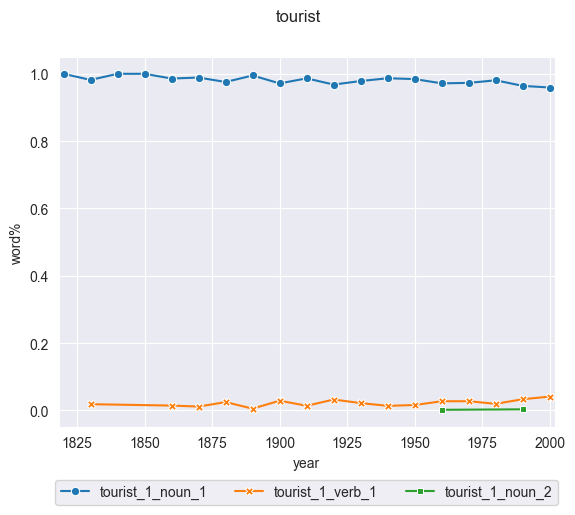 tourist
1.0
0.8
0.6
0.4
0.2
0.0
word%
1825 1850 1875 1900 1925 1950 1975 2000
year
tourist_1_noun_1 tourist_1_verb_1 tourist_1_noun_2